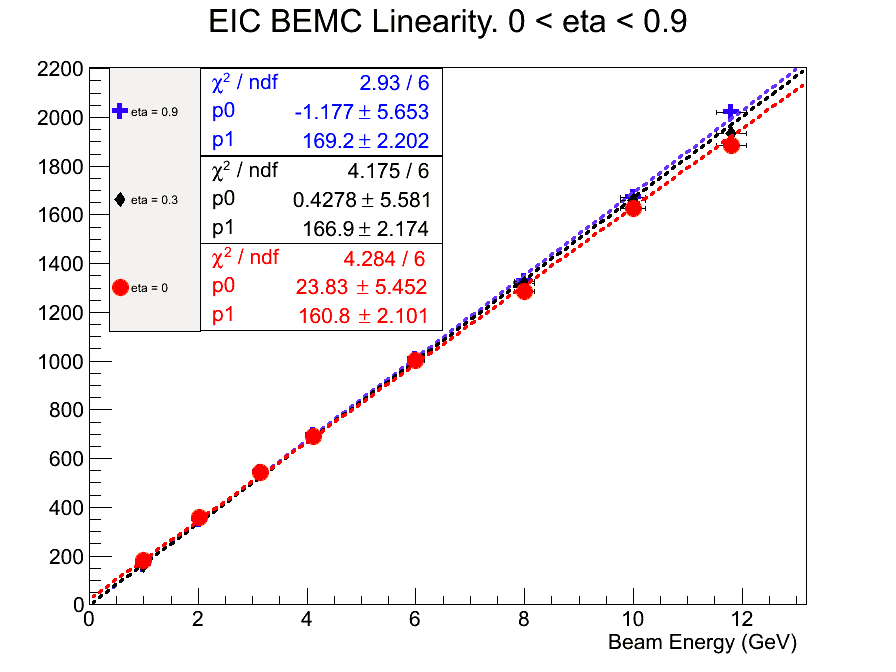 EIC BEMC Linearity. 0 < eta < 0.9
2200
2000
1800
1600
1400
1200
1000
800
600
400
200
0
eta = 0.9
χ² / ndf 2.93 / 6
p0 -1.177 ± 5.653
p1 169.2 ± 2.202
eta = 0.3
χ² / ndf 4.175 / 6
p0 0.4278 ± 5.581
p1 166.9 ± 2.174
eta = 0
χ² / ndf 4.284 / 6
p0 23.83 ± 5.452
p1 160.8 ± 2.101
0 2 4 6 8 10 12
Beam Energy (GeV)